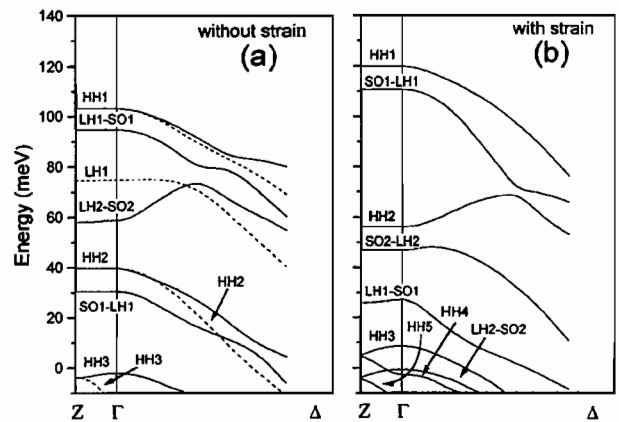 without strain
(a)
140
120
100
80
60
40
20
0
Energy (meV)
HH1
LH1-SO1
LH1
LH2-SO2
HH2
SO1-LH1
HH2
HH3
HH3
Z
Γ
Δ
with strain
(b)
HH1
SO1-LH1
HH2
SO2-LH2
LH1-SO1
HH3
HH5
HH4
LH2-SO2
Z
Γ
Δ